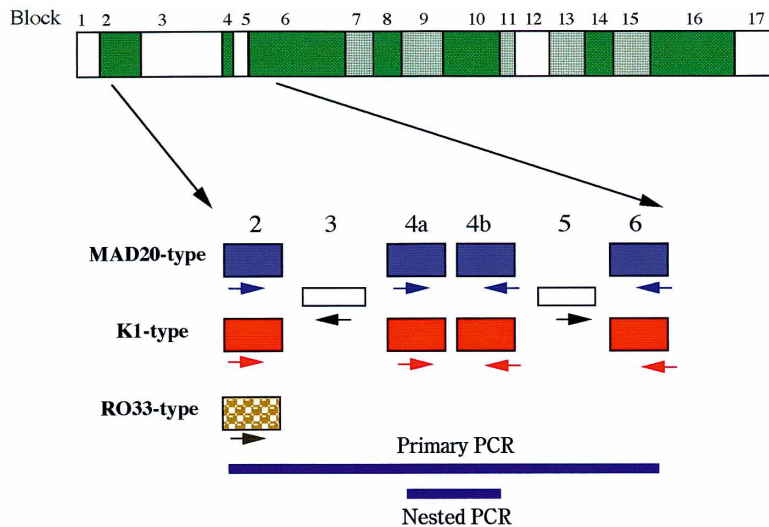 Block 1 2 3 4 5 6 7 8 9 10 11 12 13 14 15 16 17
2 3 4a 4b 5 6
MAD20-type
K1-type
RO33-type
Primary PCR
Nested PCR